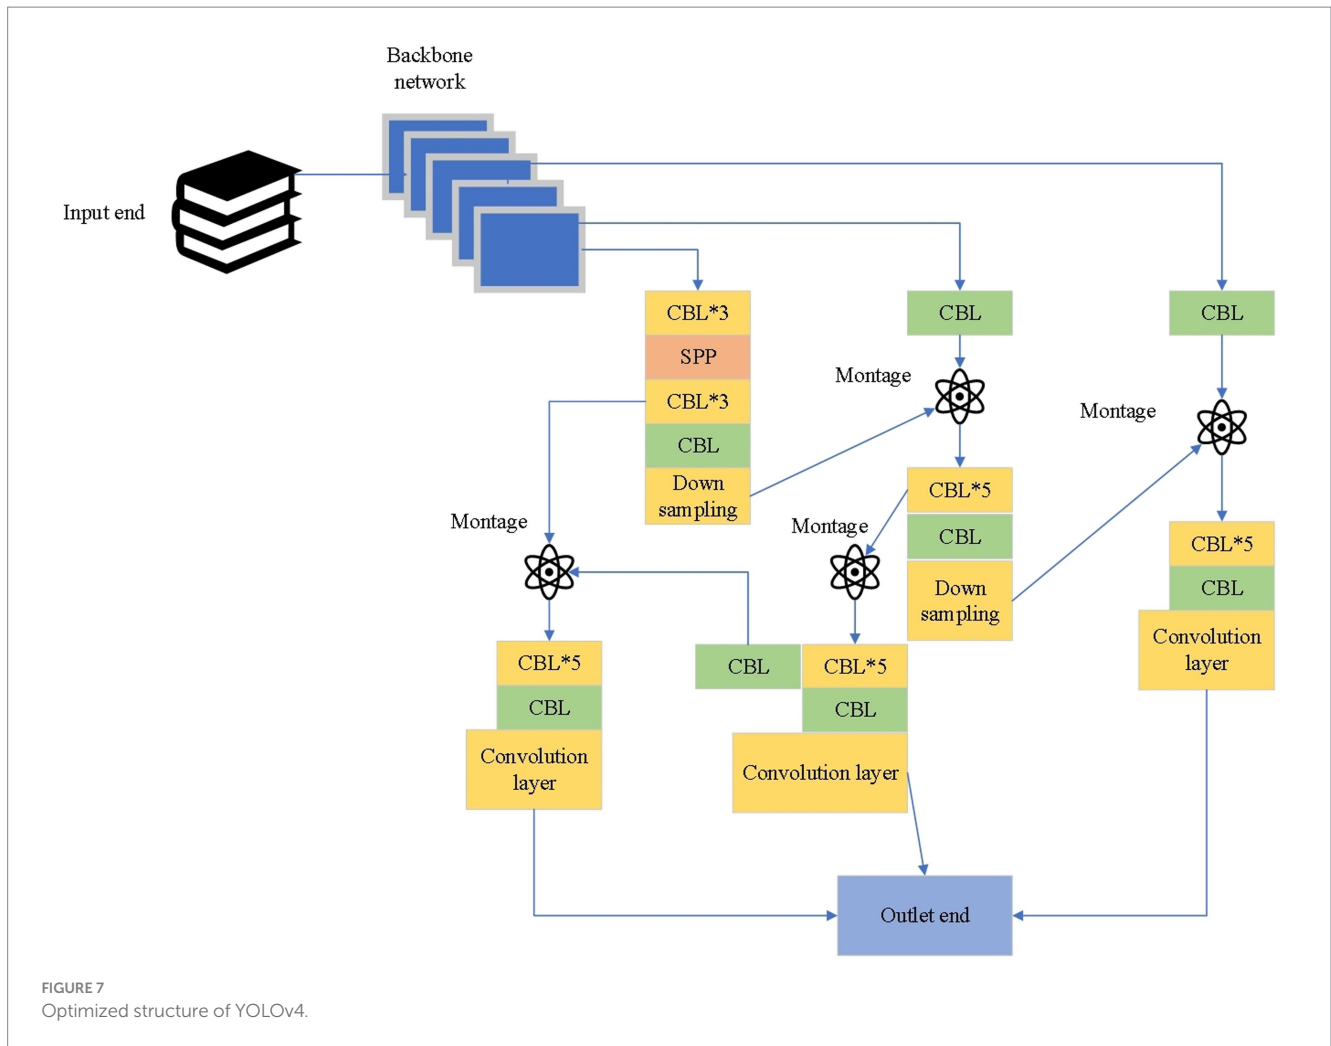 Backbone
network
Input end
CBL*3
SPP
CBL*3
CBL
Down
sampling
CBL
Montage
CBL
Montage
CBL*5
CBL
Down
sampling
Montage
Montage
CBL*5
CBL
Convolution
layer
CBL*5
CBL
Convolution
layer
CBL
CBL*5
CBL
Convolution layer
Outlet end
FIGURE 7
Optimized structure of YOLOv4.